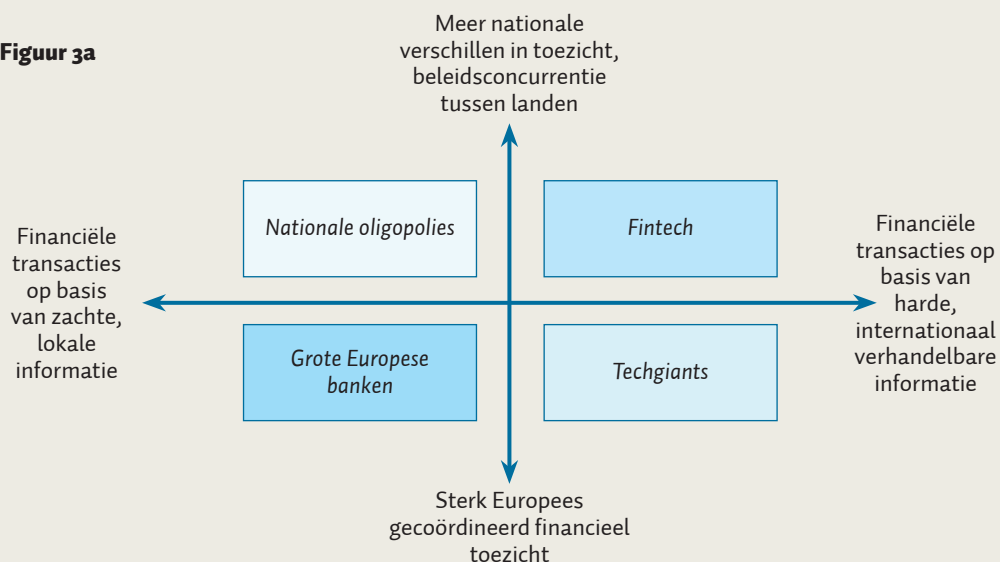 Figuur 3a
Meer nationale
verschillen in toezicht,
beleidsconcurrentie
tussen landen
Nationale oligopolies
Fintech
Financiële
transacties
op basis
van zachte,
lokale
informatie
Financiële
transacties op
basis van
harde,
internationaal
verhandelbare
informatie
Grote Europese
banken
Techgiants
Sterk Europees
gecoördineerd financieel
toezicht